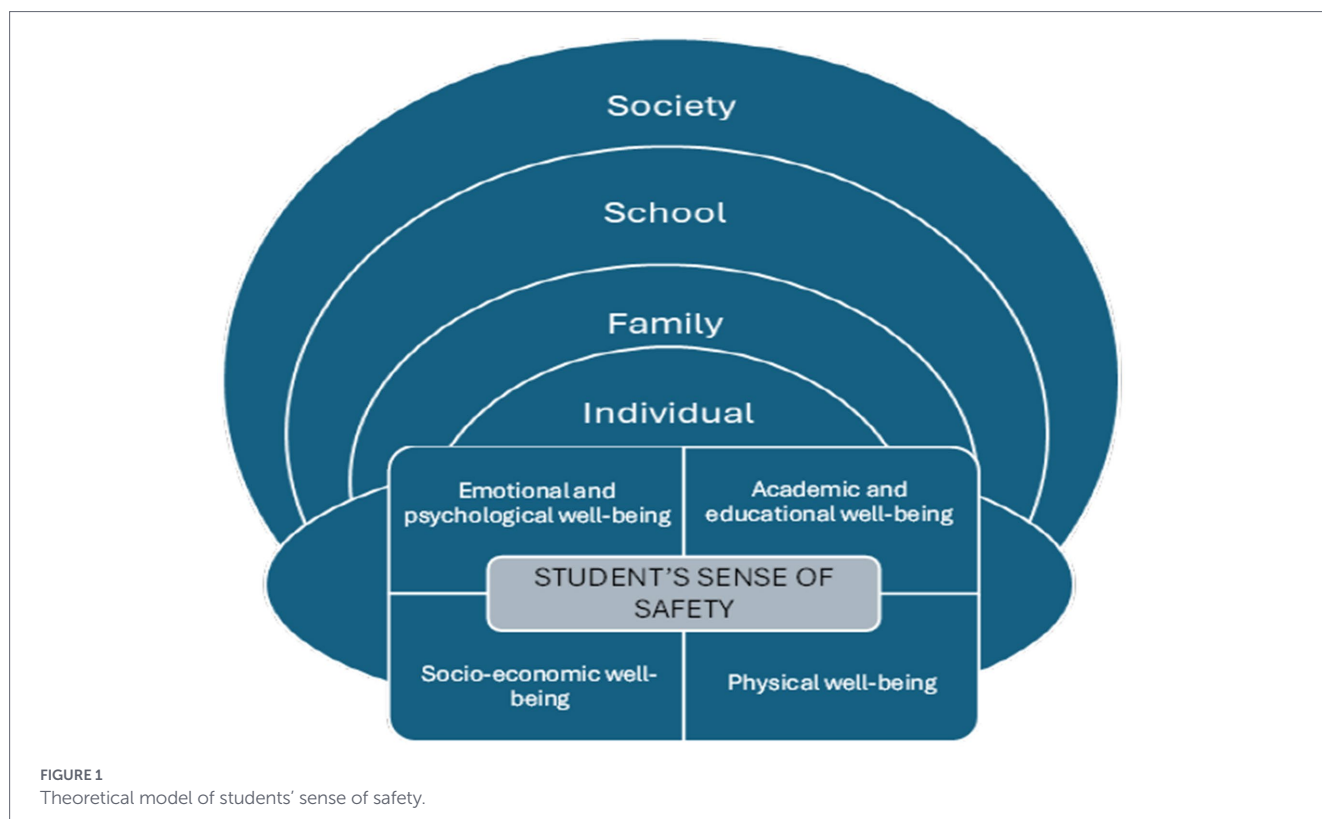 Society
School
Family
Individual
Emotional and
psychological well-being
Academic and
educational well-being
STUDENT'S SENSE OF
SAFETY
Socio-economic well-
being
Physical well-being
FIGURE 1
Theoretical model of students' sense of safety.